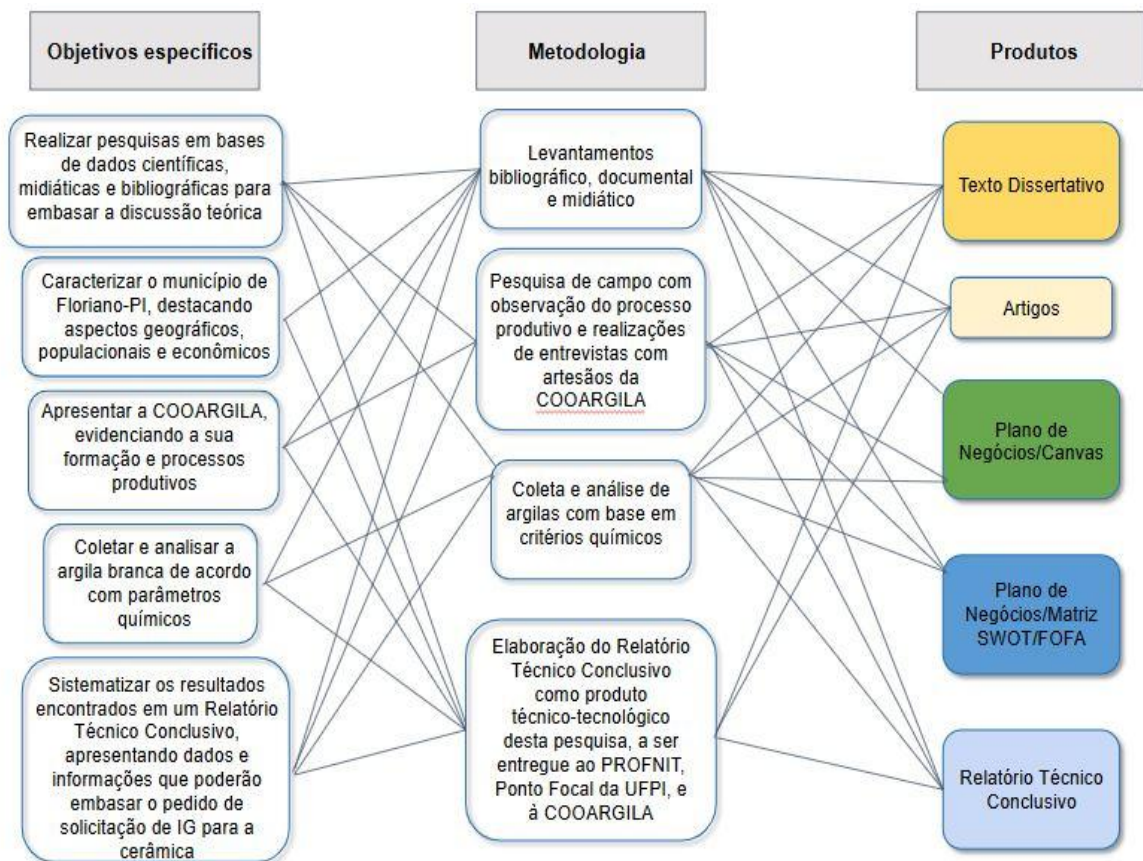 Objetivos específicos
Realizar pesquisas em bases
de dados científicas,
midiáticas e bibliográficas para
embasar a discussão teórica
Caracterizar o município de
Floriano-PI, destacando
aspectos geográficos,
populacionais e econômicos
Apresentar a COOARGILA,
evidenciando a sua
formação e processos
produtivos
Coletar e analisar a
argila branca de acordo
com parâmetros
químicos
Sistematizar os resultados
encontrados em um Relatório
Técnico Conclusivo,
apresentando dados e
informações que poderão
embasar o pedido de
solicitação de IG para a
cerâmica
Metodologia
Levantamentos
bibliográfico, documental
e midiático
Pesquisa de campo com
observação do processo
produtivo e realizações
de entrevistas com
artesãos da
COOARGILA
Coleta e análise de
argilas com base em
critérios químicos
Elaboração do Relatório
Técnico Conclusivo
como produto
técnico-tecnológico
desta pesquisa, a ser
entregue ao PROFNIT,
Ponto Focal da UFPI, e
à COOARGILA
Produtos
Texto Dissertativo
Artigos
Plano de
Negócios/Canvas
Plano de
Negócios/Matriz
SWOT/FOFA
Relatório Técnico
Conclusivo